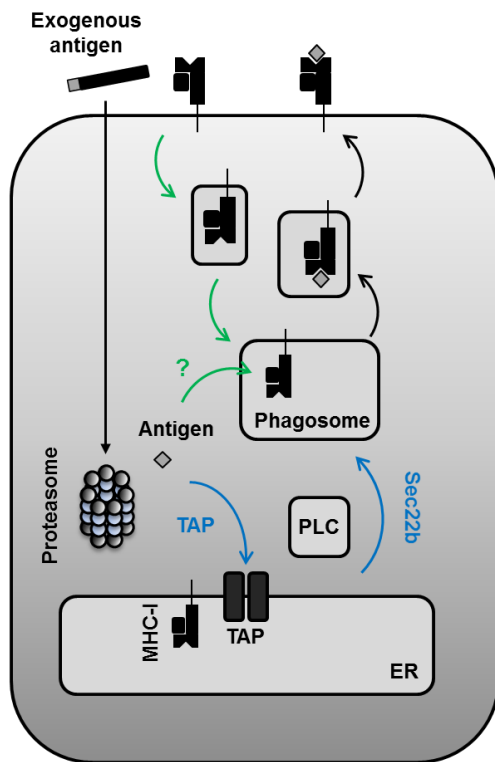 Exogenous
antigen
?
Phagosome
Antigen
Proteasome
TAP
PLC
Sec22b
MHC-I
TAP
ER